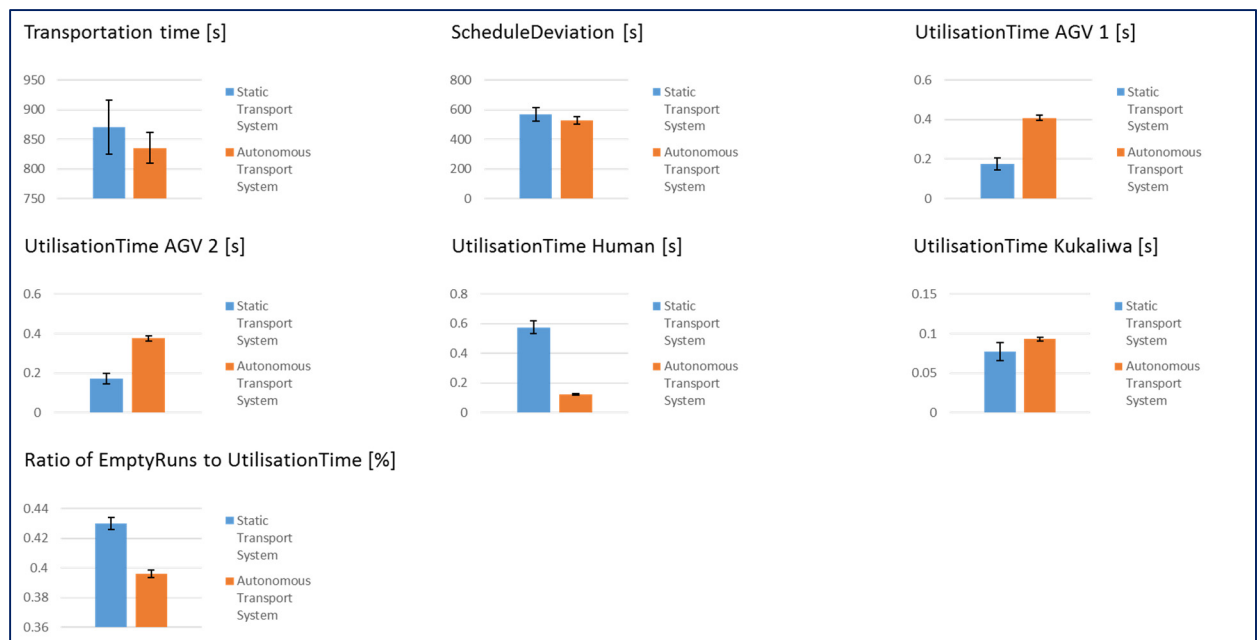 Transportation time [s]
950
900
850
800
750
Static
Transport
System
Autonomous
Transport
System
ScheduleDeviation [s]
800
600
400
200
0
Static
Transport
System
Autonomous
Transport
System
UtilisationTime AGV 1 [s]
0.6
0.4
0.2
0
Static
Transport
System
Autonomous
Transport
System
UtilisationTime AGV 2 [s]
0.6
0.4
0.2
0
Static
Transport
System
Autonomous
Transport
System
UtilisationTime Human [s]
0.8
0.6
0.4
0.2
0
Static
Transport
System
Autonomous
Transport
System
UtilisationTime Kukaliwa [s]
0.15
0.1
0.05
0
Static
Transport
System
Autonomous
Transport
System
Ratio of EmptyRuns to UtilisationTime [%]
0.44
0.42
0.4
0.38
0.36
Static
Transport
System
Autonomous
Transport
System